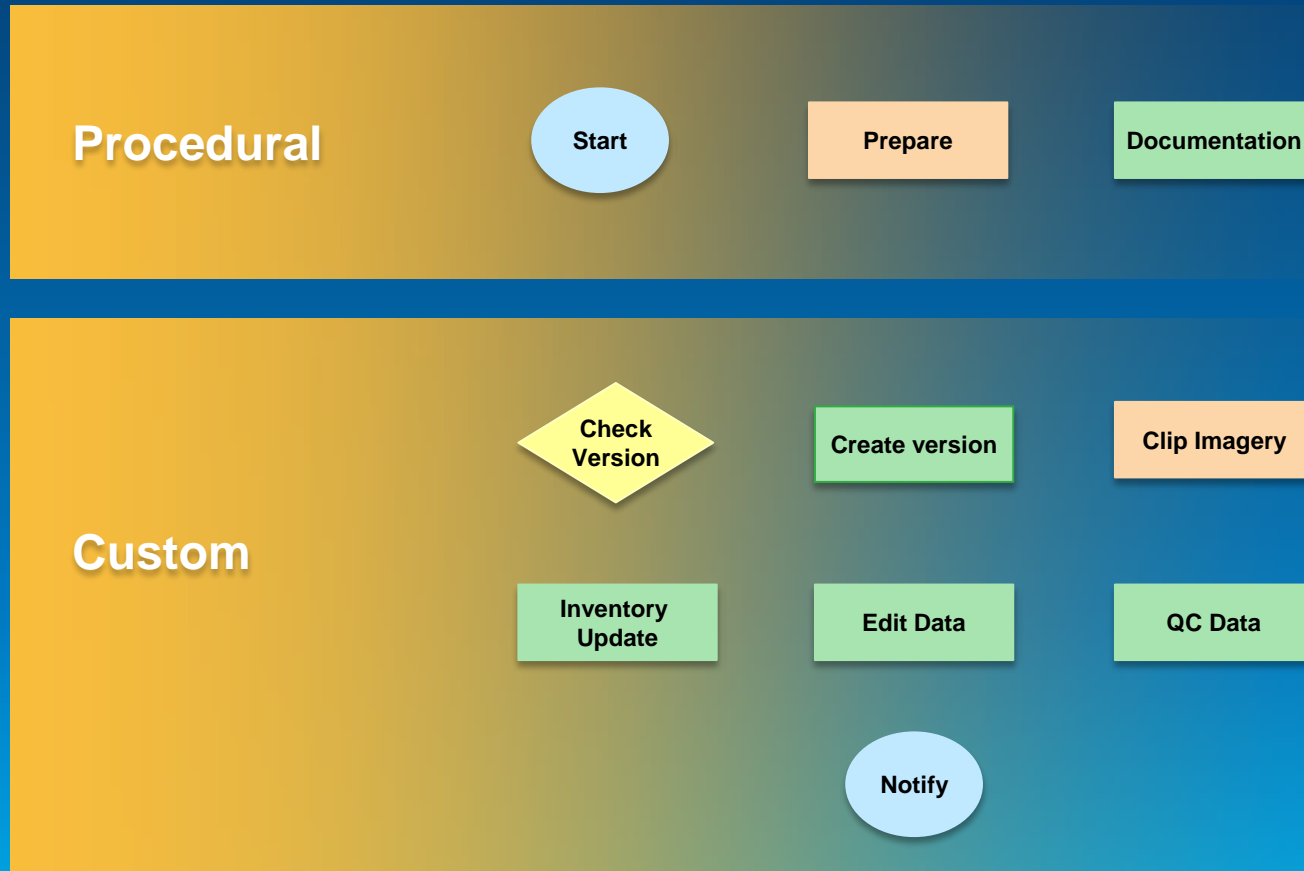 Procedural
Start
Prepare
Documentation
Custom
Check
Version
Create version
Clip Imagery
Inventory
Update
Edit Data
QC Data
Notify